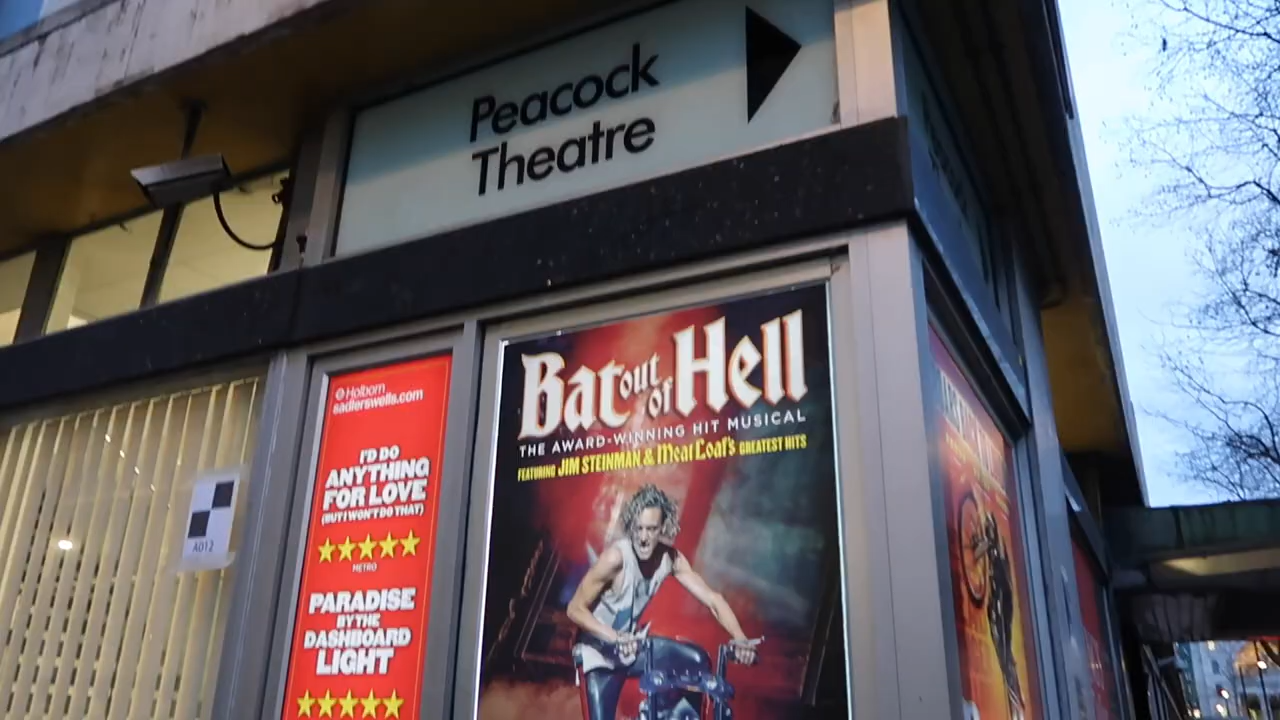 Peacock
Theatre
Bat out of Hell
THE AWARD-WINNING HIT MUSICAL
FEATURING JIM STEINMAN & Meat Loaf's GREATEST HITS
Holborn
sadlerswells.com
I'D DO
ANYTHING
FOR LOVE
(BUT I WON'T DO THAT)
METRO
PARADISE
BY THE
DASHBOARD
LIGHT
A012